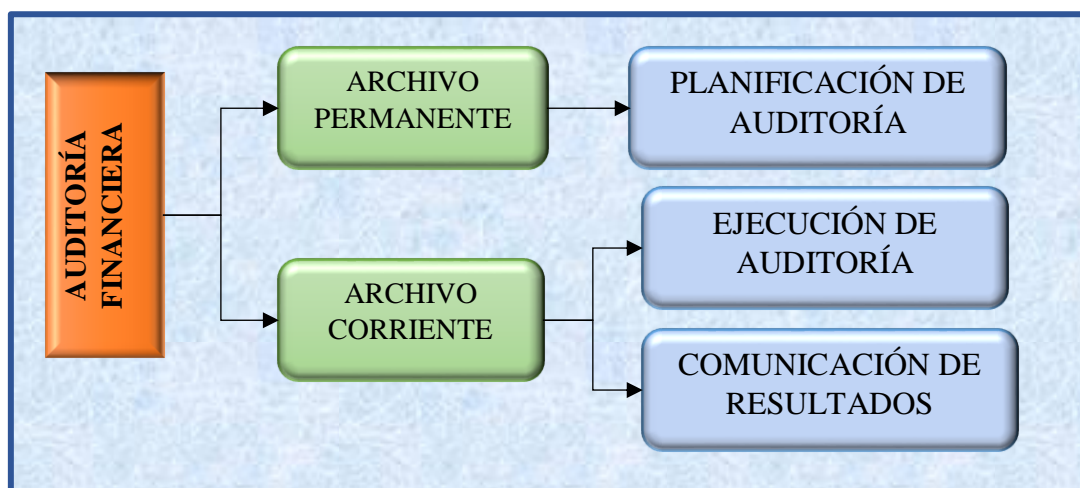 AUDITORÍA
FINANCIERA
ARCHIVO
PERMANENTE
PLANIFICACIÓN DE
AUDITORÍA
ARCHIVO
CORRIENTE
EJECUCIÓN DE
AUDITORÍA
COMUNICACIÓN DE
RESULTADOS